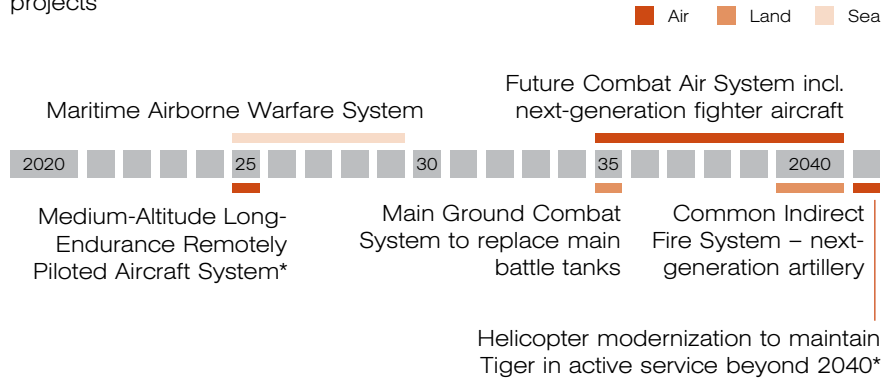 projects
Air Land Sea
Future Combat Air System incl.
next-generation fighter aircraft
Maritime Airborne Warfare System
2020 25 30 35 2040
Medium-Altitude Long-
Endurance Remotely
Piloted Aircraft System*
Main Ground Combat
System to replace main
battle tanks
Common Indirect
Fire System – next-
generation artillery
Helicopter modernization to maintain
Tiger in active service beyond 2040*